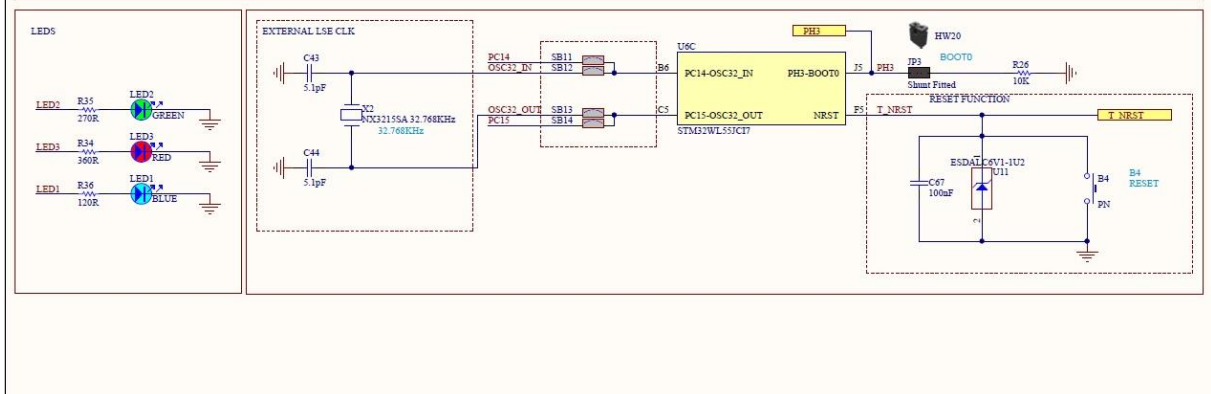 LEDS
LED2
R35
270R
LED2
GREEN
LED3
R34
360R
LED3
RED
LED1
R36
120R
LED1
BLUE
EXTERNAL LSE CLK
C43
5.1pF
X2
NX3215SA 32.768KHz
32.768KHz
C44
5.1pF
PC14
OSC32_IN
SB11
SB12
OSC32_OUT
PC15
SB13
SB14
B6
C5
U6C
PC14-OSC32_IN
PH3-BOOT0
PC15-OSC32_OUT
NRST
STM32WL55JCI7
PH3
J5
PH3
HW20
BOOT0
JP3
Shunt Fitted
R26
10K
RESET FUNCTION
F5
T_NRST
T_NRST
ESDALC6V1-1U2
U11
1
2
C67
100nF
B4
PN
B4
RESET